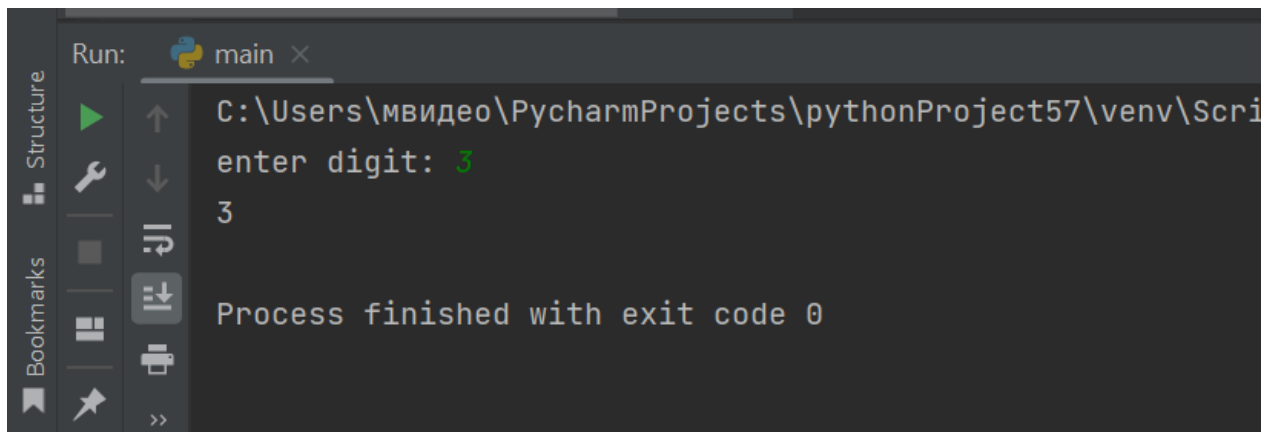 Run: main
Structure
Bookmarks
C:\Users\мвидео\PycharmProjects\pythonProject57\venv\Scri
enter digit: 3
3
Process finished with exit code 0